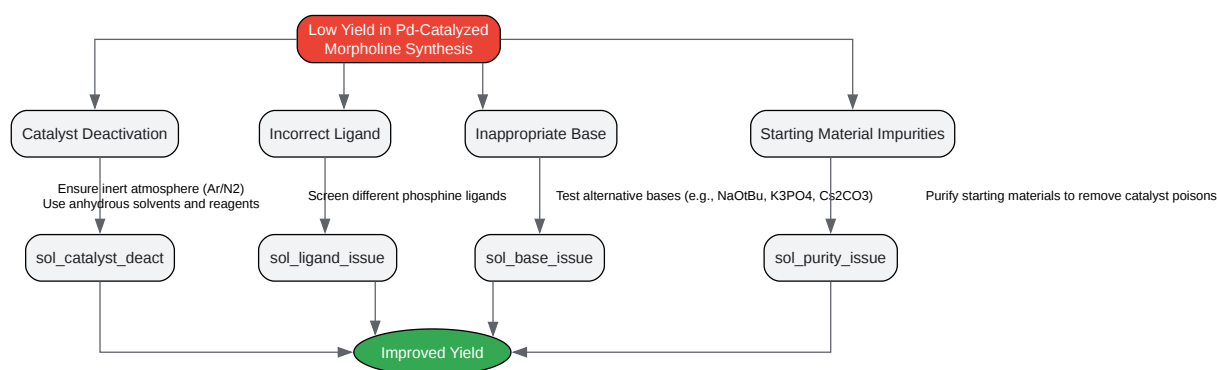 Low Yield in Pd-Catalyzed
Morpholine Synthesis
Catalyst Deactivation
Incorrect Ligand
Inappropriate Base
Starting Material Impurities
Ensure inert atmosphere (Ar/N2)
Use anhydrous solvents and reagents
Screen different phosphine ligands
Test alternative bases (e.g., NaOtBu, K3PO4, Cs2CO3)
Purify starting materials to remove catalyst poisons
sol_catalyst_deact
sol_ligand_issue
sol_base_issue
sol_purity_issue
Improved Yield